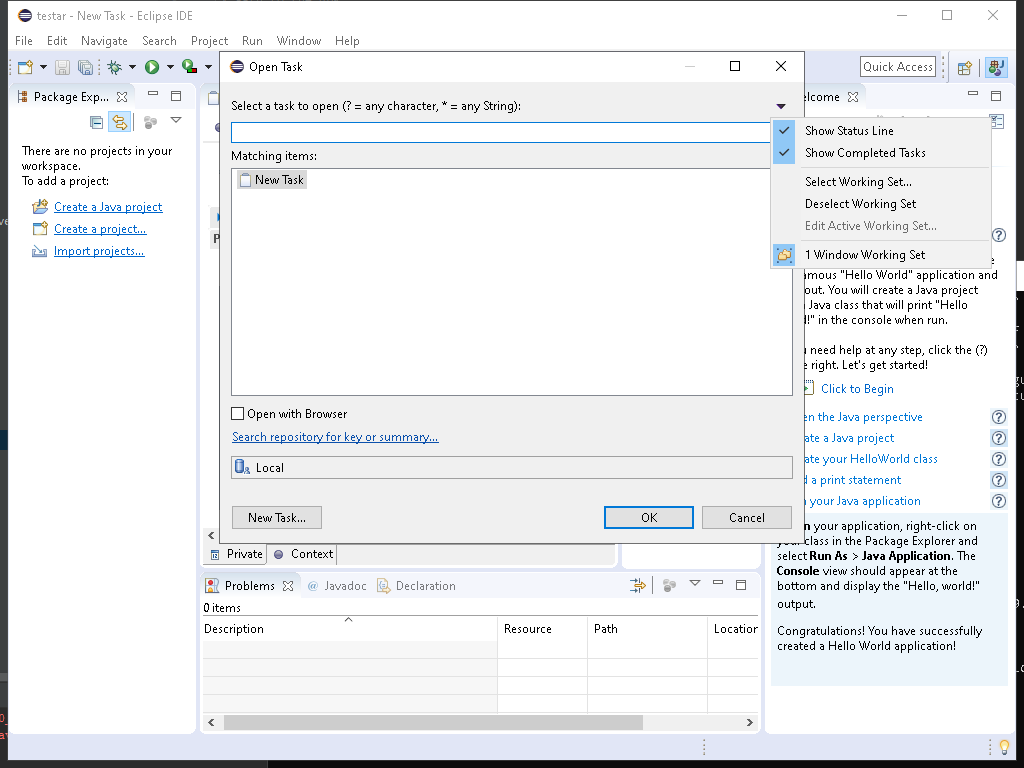 testar - New Task - Eclipse IDE
File Edit Navigate Search Project Run Window Help
Quick Access
Package Exp...
There are no projects in your
workspace.
To add a project:
Create a Java project
Create a project...
Import projects...
Open Task
Select a task to open (? = any character, * = any String):
Matching items:
New Task
Open with Browser
Search repository for key or summary...
Local
New Task...
OK
Cancel
Show Status Line
Show Completed Tasks
Select Working Set...
Deselect Working Set
Edit Active Working Set...
1 Window Working Set
elcome
"Hello World" application and
out. You will create a Java project
Java class that will print "Hello
!" in the console when run.
need help at any step, click the (?)
e right. Let's get started!
Click to Begin
en the Java perspective
ate a Java project
ate your HelloWorld class
d a print statement
your Java application
n your application, right-click on
your class in the Package Explorer and
select Run As > Java Application. The
Console view should appear at the
bottom and display the "Hello, world!"
output.
Congratulations! You have successfully
created a Hello World application!
Private
Context
Problems
@ Javadoc
Declaration
0 items
Description
Resource
Path
Location